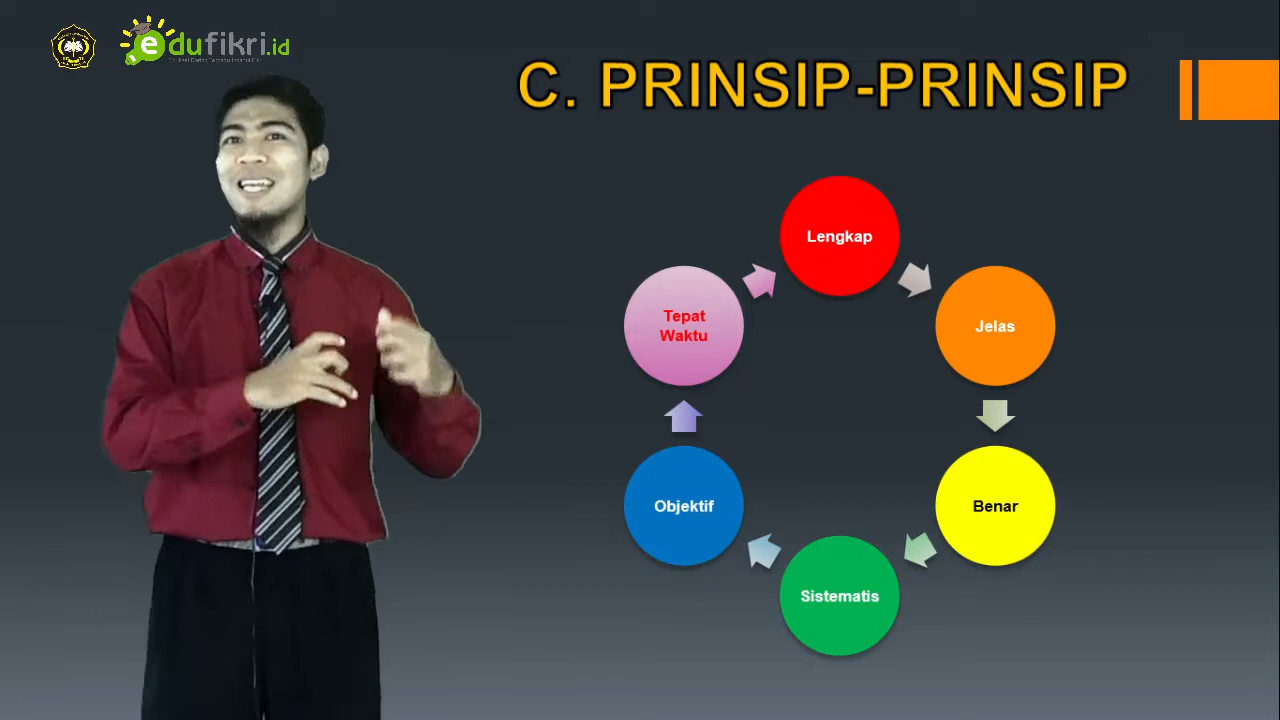 edufikri.id
C. PRINSIP-PRINSIP
Lengkap
Jelas
Benar
Sistematis
Objektif
Tepat
Waktu